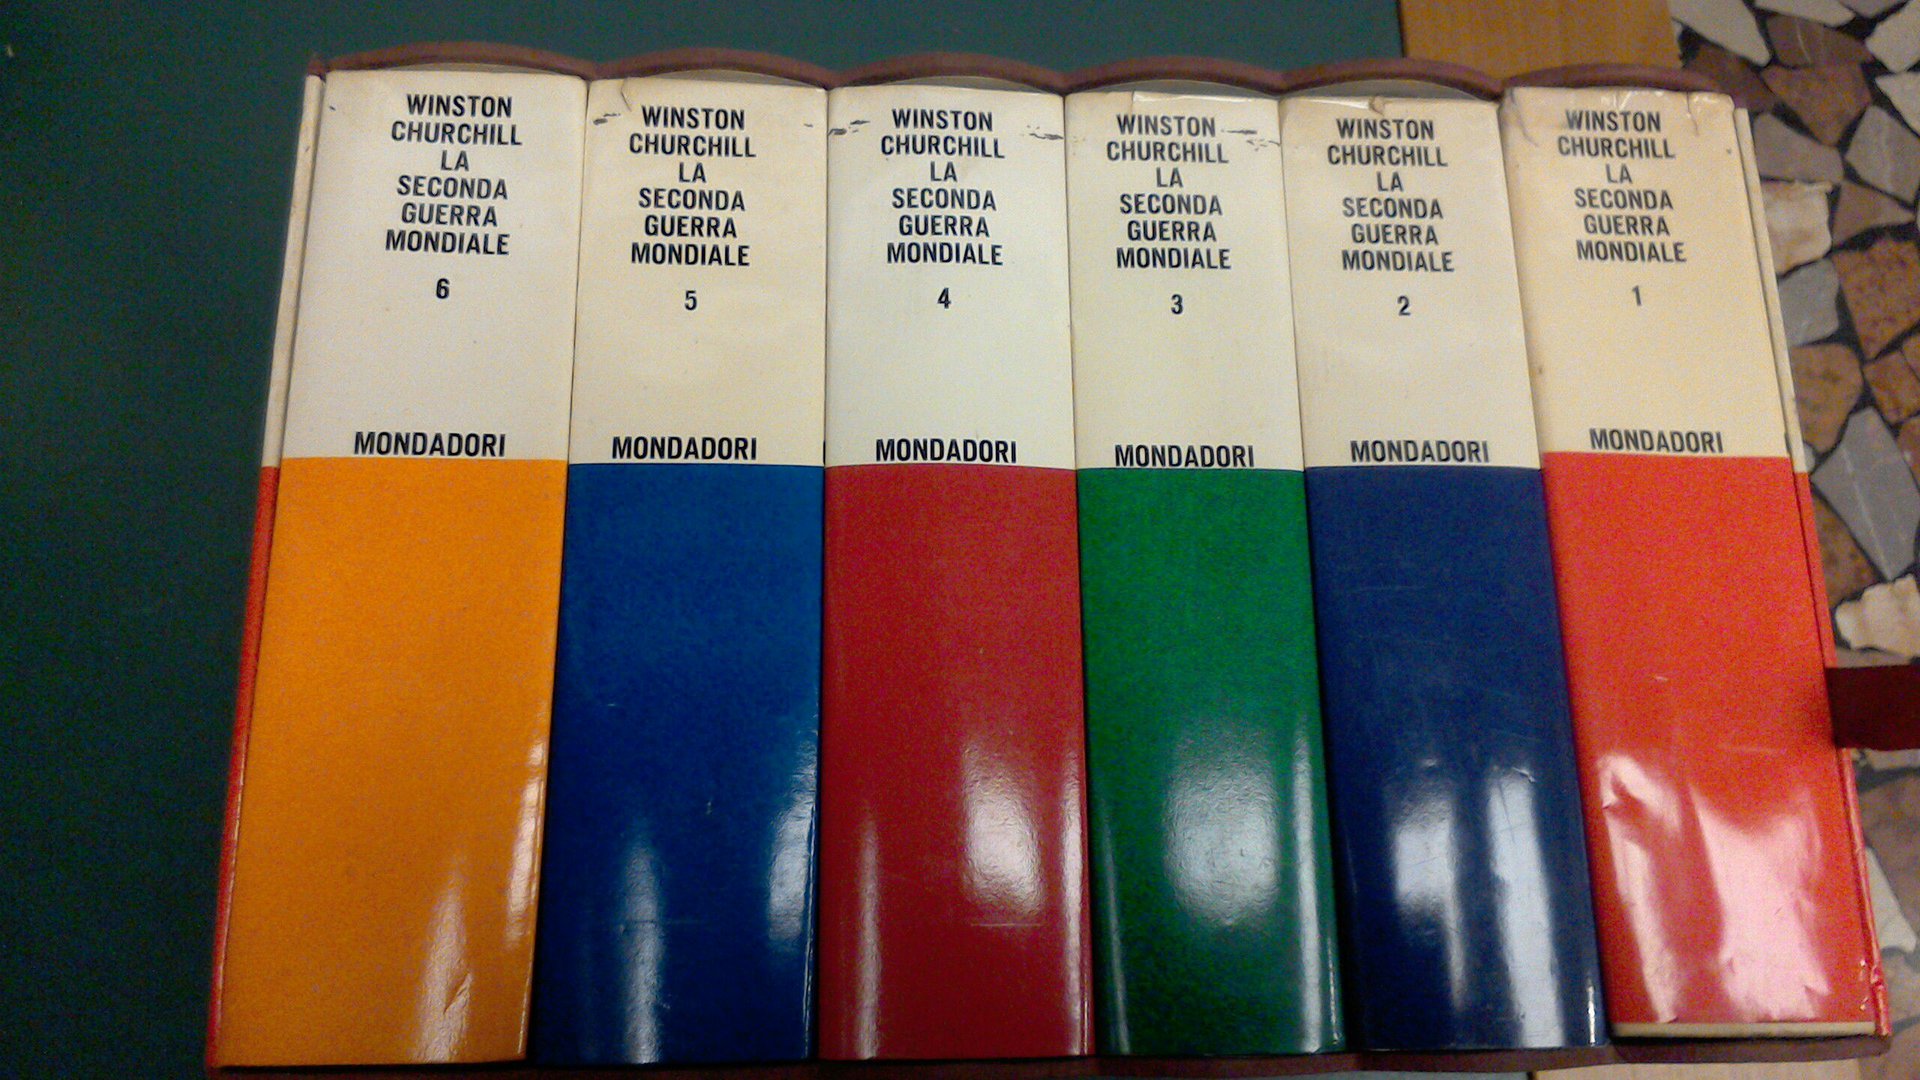 WINSTON
CHURCHILL
LA
SECONDA
GUERRA
MONDIALE
6
MONDADORI
WINSTON
CHURCHILL
LA
SECONDA
GUERRA
MONDIALE
5
MONDADORI
WINSTON
CHURCHILL
LA
SECONDA
GUERRA
MONDIALE
4
MONDADORI
WINSTON
CHURCHILL
LA
SECONDA
GUERRA
MONDIALE
3
MONDADORI
WINSTON
CHURCHILL
LA
SECONDA
GUERRA
MONDIALE
2
MONDADORI
WINSTON
CHURCHILL
LA
SECONDA
GUERRA
MONDIALE
1
MONDADORI